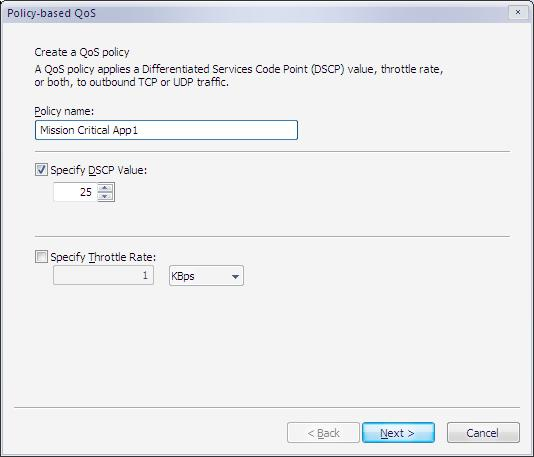 Policy-based QoS
Create a QoS policy
A QoS policy applies a Differentiated Services Code Point (DSCP) value, throttle rate,
or both, to outbound TCP or UDP traffic.
Policy name:
Mission Critical App1
Specify DSCP Value:
25
Specify Throttle Rate:
1 KBps
< Back Next > Cancel